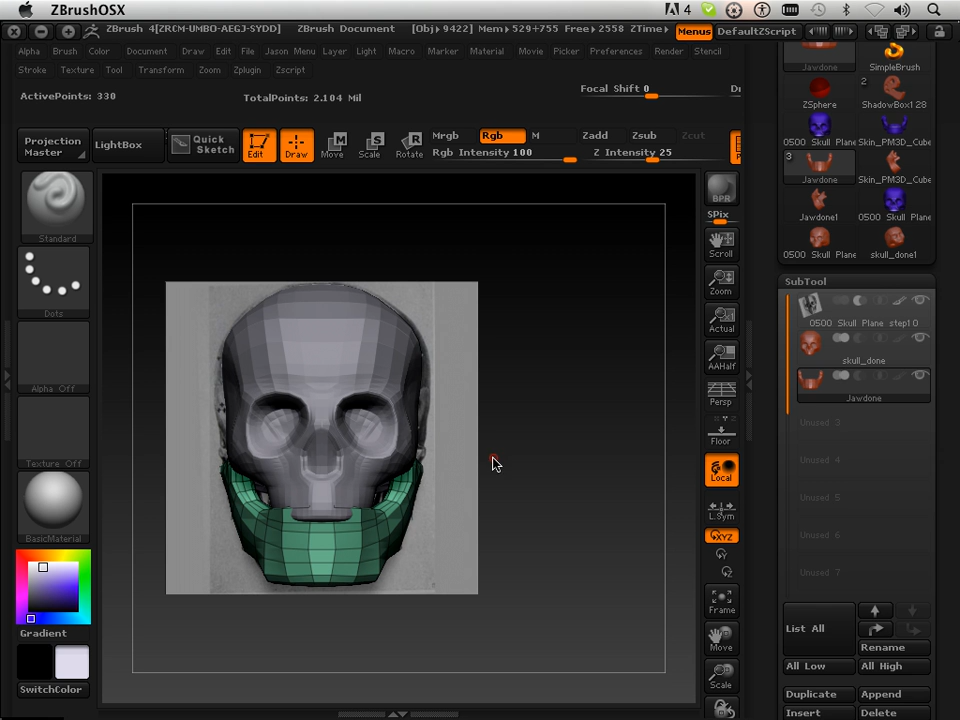 ZBrushOSX
4
ZBrush 4[ZRCM-UMBO-AEGJ-SYDD]
ZBrush Document
[Obj> 9422] Mem:529+755 Free>2558 ZTime▸
Menus
DefaultZScript
Alpha
Brush
Color
Document
Draw
Edit
File
Jason Menu
Layer
Light
Macro
Marker
Material
Movie
Picker
Preferences
Render
Stencil
Stroke
Texture
Tool
Transform
Zoom
Zplugin
Zscript
ActivePoints: 330
TotalPoints: 2.104 Mil
Focal Shift 0
Dr
Projection
Master
LightBox
Quick
Sketch
Edit
Draw
Move
Scale
Rotate
Mrgb
Rgb
M
Zadd
Zsub
Zcut
Rgb Intensity 100
Z Intensity 25
Standard
Dots
Alpha Off
Texture Off
BasicMaterial
Gradient
SwitchColor
BPR
SPix
Scroll
Zoom
Actual
AAHalf
Persp
Floor
Local
L.Sym
XYZ
Y
Z
Frame
Move
Scale
Jawdone
SimpleBrush
ZSphere
2
ShadowBox128
0500 Skull Plane
Skin_PM3D_Cube
3
Jawdone
Skin_PM3D_Cube
Jawdone1
0500 Skull Plane
0500 Skull Plane
skull_done1
SubTool
0500 Skull Plane_step10
skull_done
Jawdone
Unused 3
Unused 4
Unused 5
Unused 6
Unused 7
List All
Rename
All Low
All High
Duplicate
Append
Insert
Delete